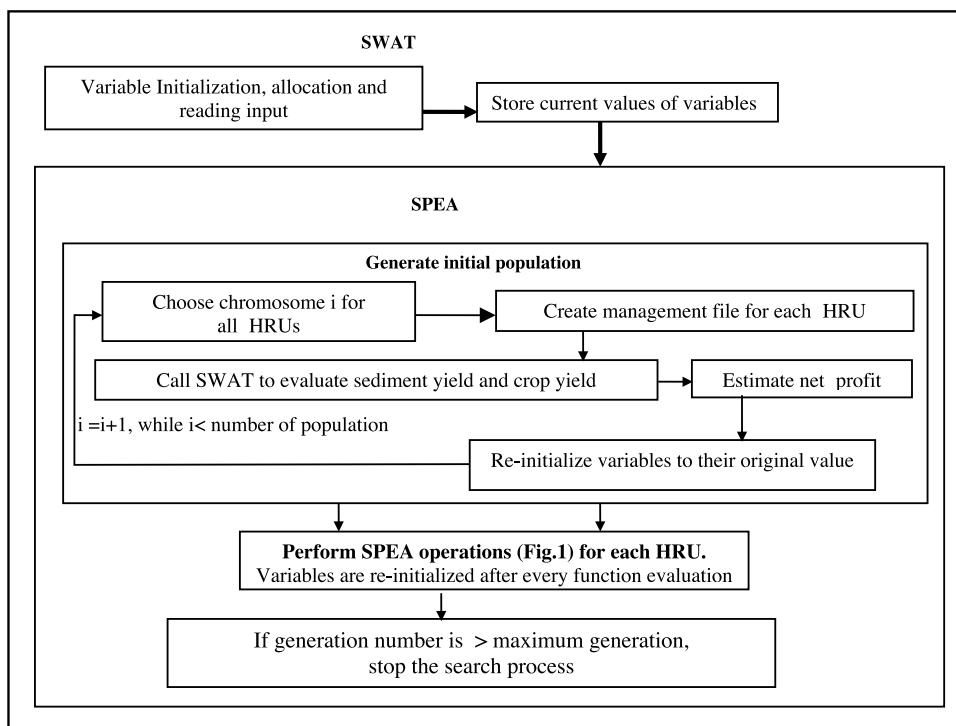 SWAT
Variable Initialization, allocation and
reading input
Store current values of variables
SPEA
Generate initial population
Choose chromosome i for
all HRUs
Create management file for each HRU
Call SWAT to evaluate sediment yield and crop yield
Estimate net profit
i =i+1, while i< number of population
Re-initialize variables to their original value
Perform SPEA operations (Fig.1) for each HRU.
Variables are re-initialized after every function evaluation
If generation number is > maximum generation,
stop the search process